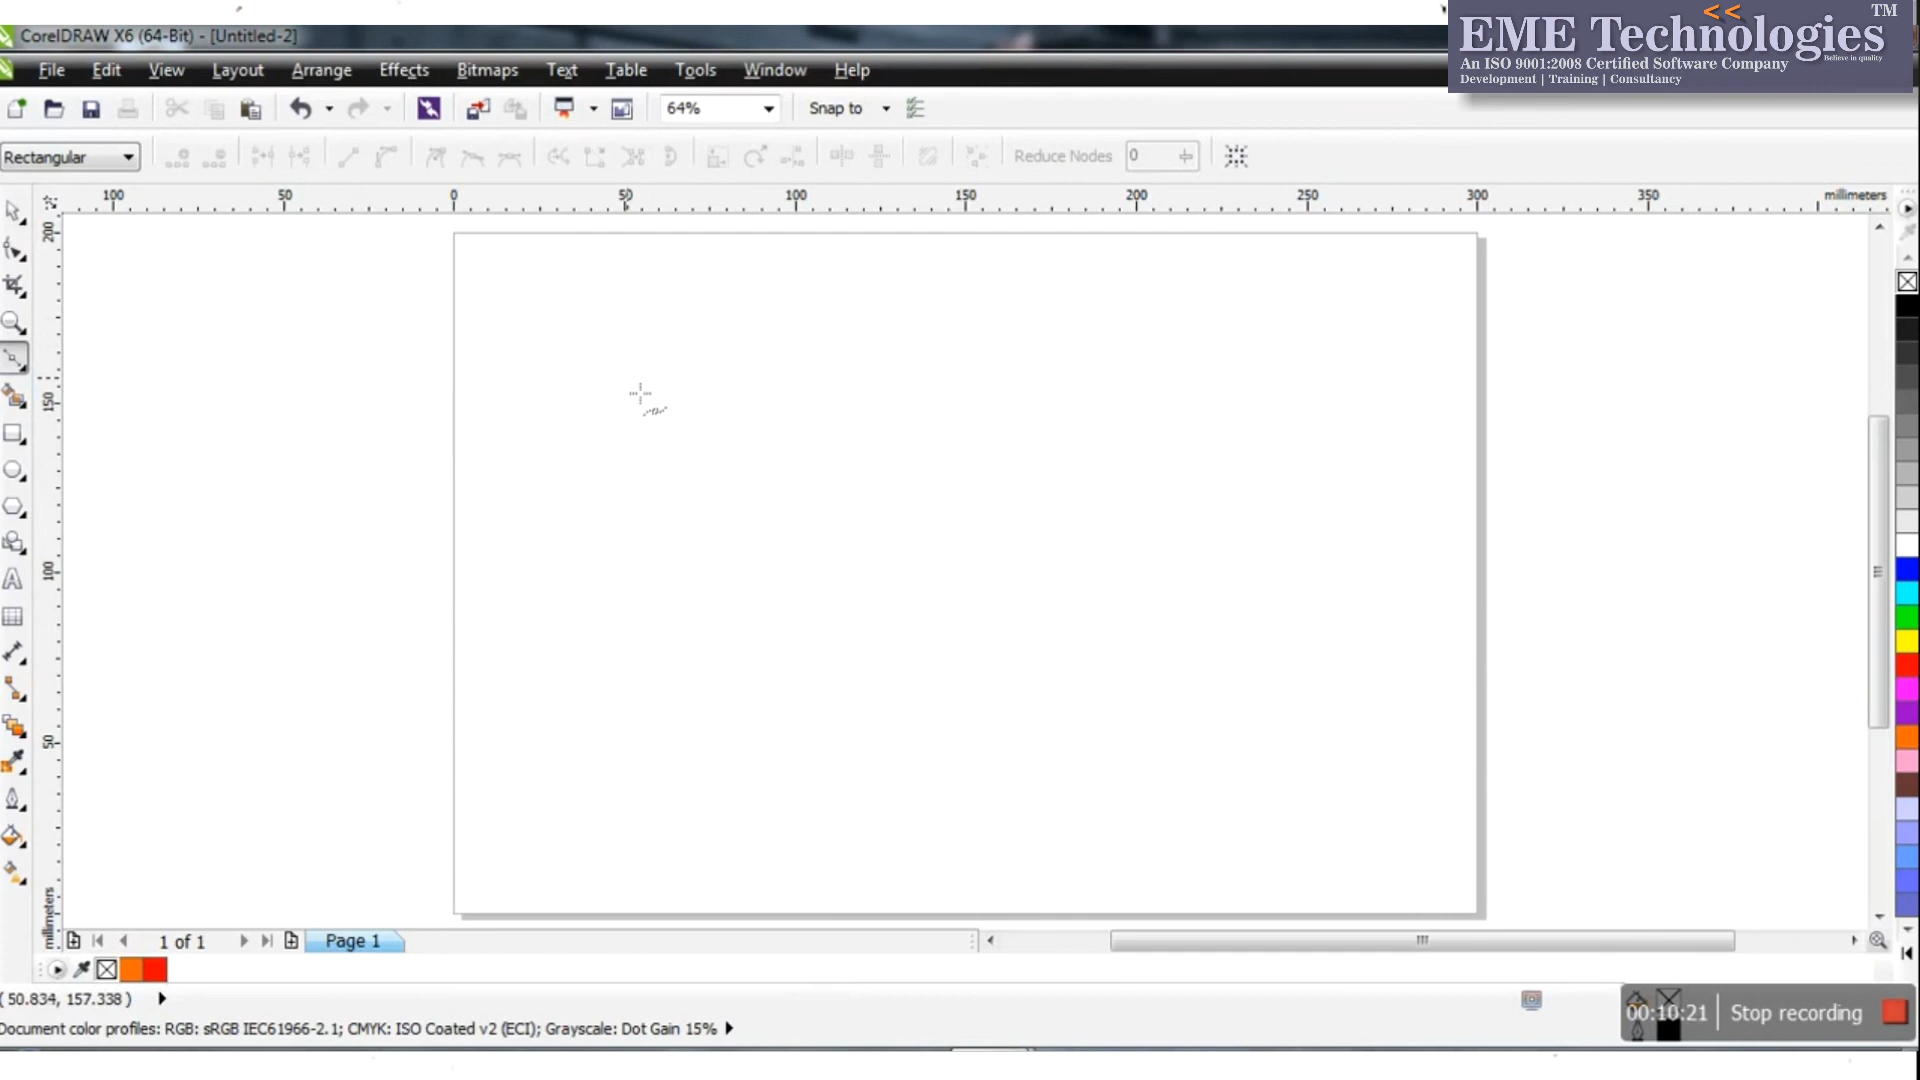 EME Technologies TM
An ISO 9001:2008 Certified Software Company
Believe in quality
Development | Training | Consultancy
CorelDRAW X6 (64-Bit) - [Untitled-2]
File Edit View Layout Arrange Effects Bitmaps Text Table Tools Window Help
64% Snap to
Rectangular Reduce Nodes 0
100 50 0 50 100 150 200 250 300 350 millimeters
200
150
100
50
millimeters
1 of 1 Page 1
( 50.834, 157.338 )
00:10:21 Stop recording
Document color profiles: RGB: sRGB IEC61966-2.1; CMYK: ISO Coated v2 (ECI); Grayscale: Dot Gain 15%